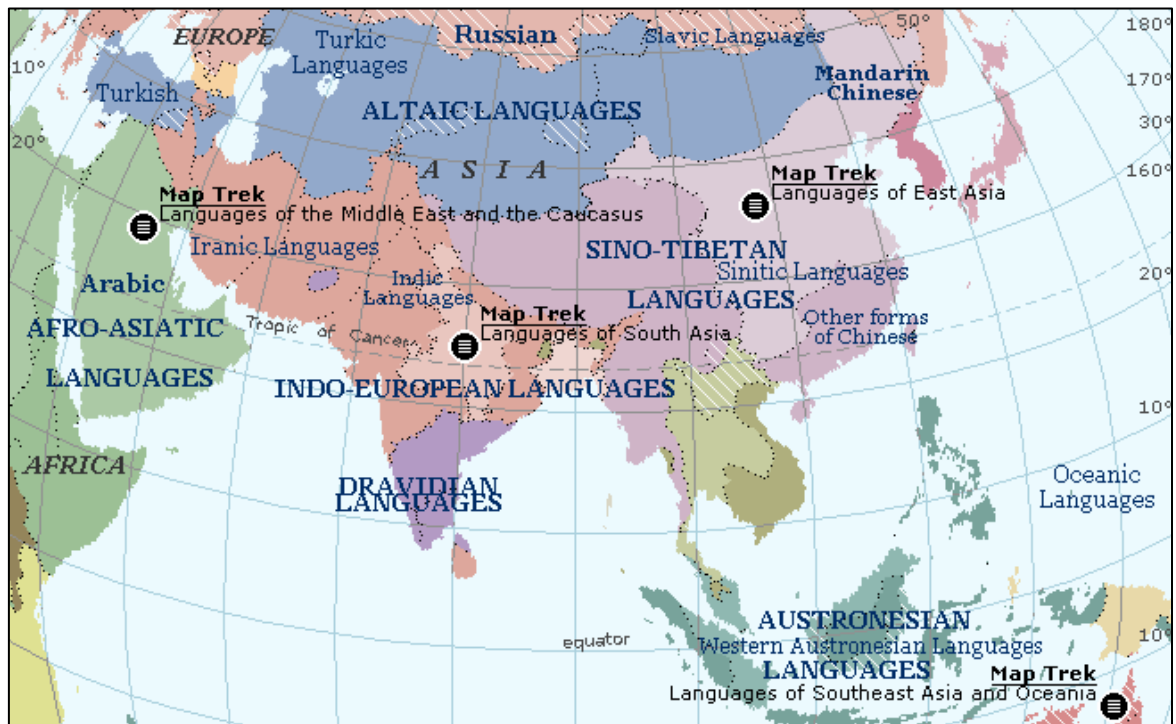 EUROPE
Turkic
Languages
Russian
Slavic Languages
50°
180°
10°
Turkish
ALTAIC LANGUAGES
Mandarin
Chinese
170°
30°
20°
A S I A
160°
Map Trek
Languages of East Asia
Map Trek
Languages of the Middle East and the Caucasus
Iranic Languages
SINO-TIBETAN
LANGUAGES
Sinitic Languages
20°
Arabic
Indic
Languages
Map Trek
Languages of South Asia
Other forms
of Chinese
AFRO-ASIATIC
LANGUAGES
Tropic of Cancer
INDO-EUROPEAN LANGUAGES
10°
AFRICA
DRAVIDIAN
LANGUAGES
Oceanic
Languages
equator
AUSTRONESIAN
Western Austronesian Languages
LANGUAGES
10°
Map Trek
Languages of Southeast Asia and Oceania